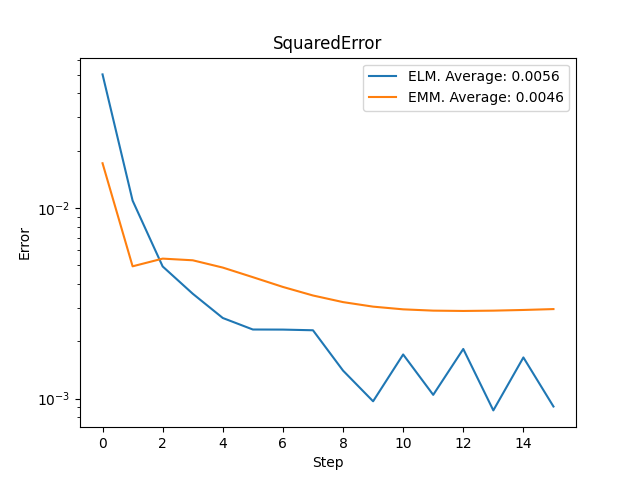 SquaredError
ELM. Average: 0.0056
EMM. Average: 0.0046
Error
10⁻²
10⁻³
0 2 4 6 8 10 12 14
Step